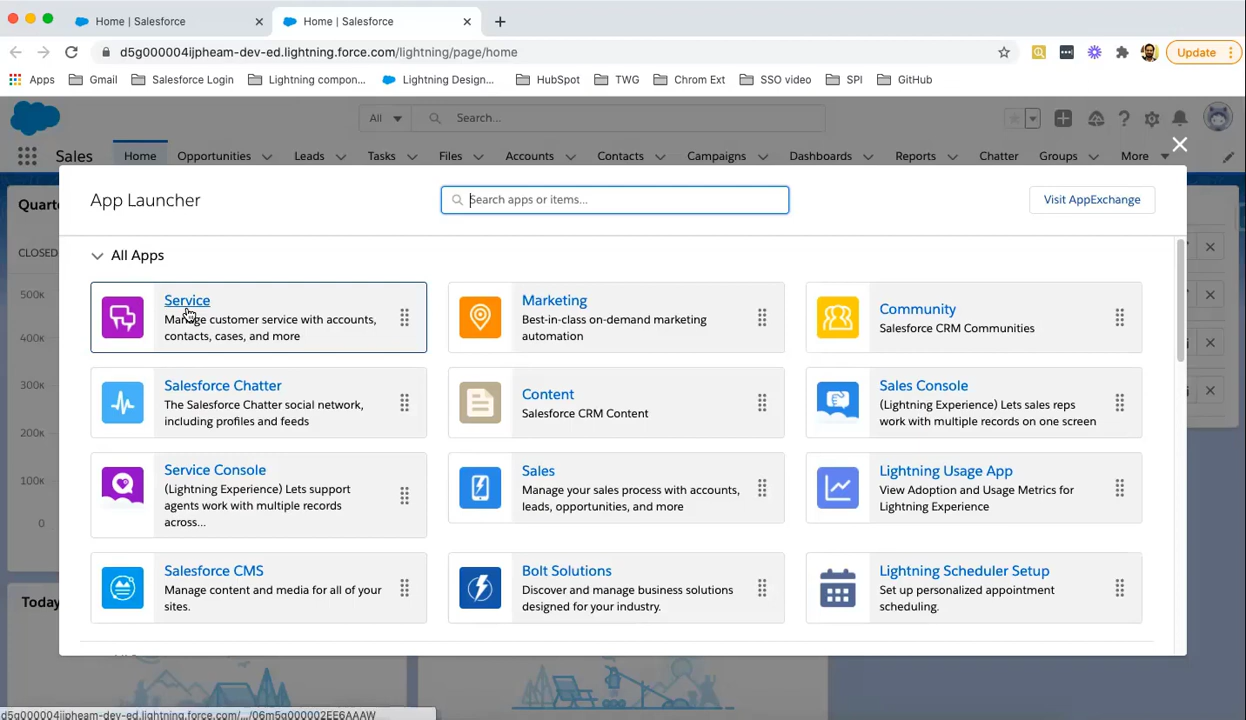 Home | Salesforce
Home | Salesforce
d5g000004ijpheam-dev-ed.lightning.force.com/lightning/page/home
Update
Apps
Gmail
Salesforce Login
Lightning compon...
Lightning Design...
HubSpot
TWG
Chrom Ext
SSO video
SPI
GitHub
All
Search...
Sales
Home
Opportunities
Leads
Tasks
Files
Accounts
Contacts
Campaigns
Dashboards
Reports
Chatter
Groups
More
App Launcher
Search apps or items...
Visit AppExchange
Quarte
CLOSED
500K
400K
300K
200K
100K
0
Today
All Apps
Service
Manage customer service with accounts,
contacts, cases, and more
Marketing
Best-in-class on-demand marketing
automation
Community
Salesforce CRM Communities
Salesforce Chatter
The Salesforce Chatter social network,
including profiles and feeds
Content
Salesforce CRM Content
Sales Console
(Lightning Experience) Lets sales reps
work with multiple records on one screen
Service Console
(Lightning Experience) Lets support
agents work with multiple records
across...
Sales
Manage your sales process with accounts,
leads, opportunities, and more
Lightning Usage App
View Adoption and Usage Metrics for
Lightning Experience
Salesforce CMS
Manage content and media for all of your
sites.
Bolt Solutions
Discover and manage business solutions
designed for your industry.
Lightning Scheduler Setup
Set up personalized appointment
scheduling.
d5g000004ijpheam-dev-ed.lightning.force.com/.../06m5g000002EE6AAAW